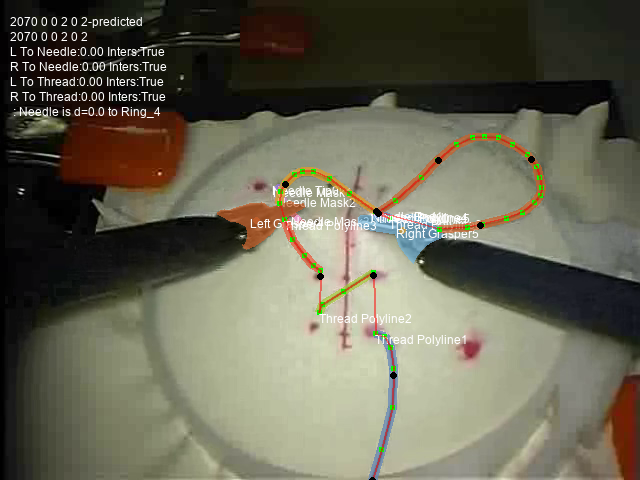 2070 0 0 2 0 2-predicted
2070 0 0 2 0 2
L To Needle:0.00 Inters:True
R To Needle:0.00 Inters:True
L To Thread:0.00 Inters:True
R To Thread:0.00 Inters:True
: Needle is d=0.0 to Ring_4
Needle Mask2
Left G
Thread Polyline3
Right Grasper5
Thread Polyline2
Thread Polyline1